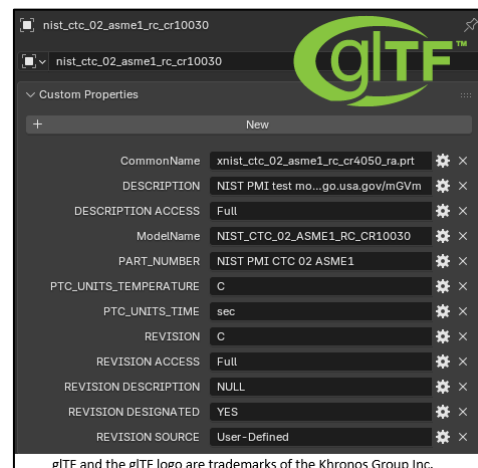 nist_ctc_02_asme1_rc_cr10030
nist_ctc_02_asme1_rc_cr10030
glTF™
Custom Properties
+ New
CommonName xnist_ctc_02_asme1_rc_cr4050_ra.prt
DESCRIPTION NIST PMI test mo...go.usa.gov/mGVm
DESCRIPTION ACCESS Full
ModelName NIST_CTC_02_ASME1_RC_CR10030
PART_NUMBER NIST PMI CTC 02 ASME1
PTC_UNITS_TEMPERATURE C
PTC_UNITS_TIME sec
REVISION C
REVISION ACCESS Full
REVISION DESCRIPTION NULL
REVISION DESIGNATED YES
REVISION SOURCE User-Defined
glTF and the glTF logo are trademarks of the Khronos Group Inc.